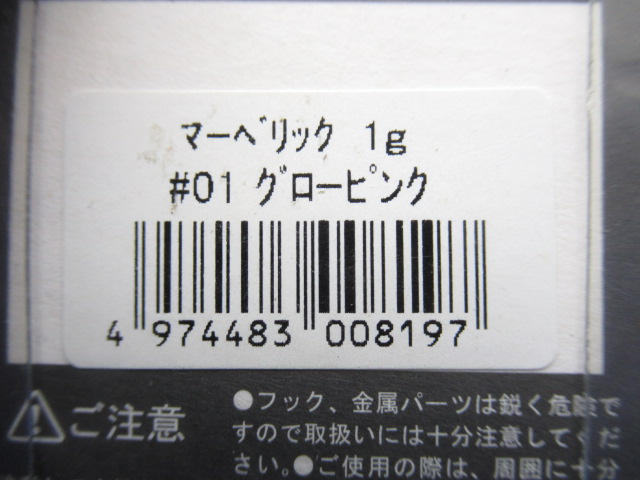 マーベリック 1g
#01 グローピンク
4 974483 008197
⚠ご注意
●フック、金属パーツは鋭く危険で
すので取扱いには十分注意してくだ
さい。●ご使用の際は、周囲に十分